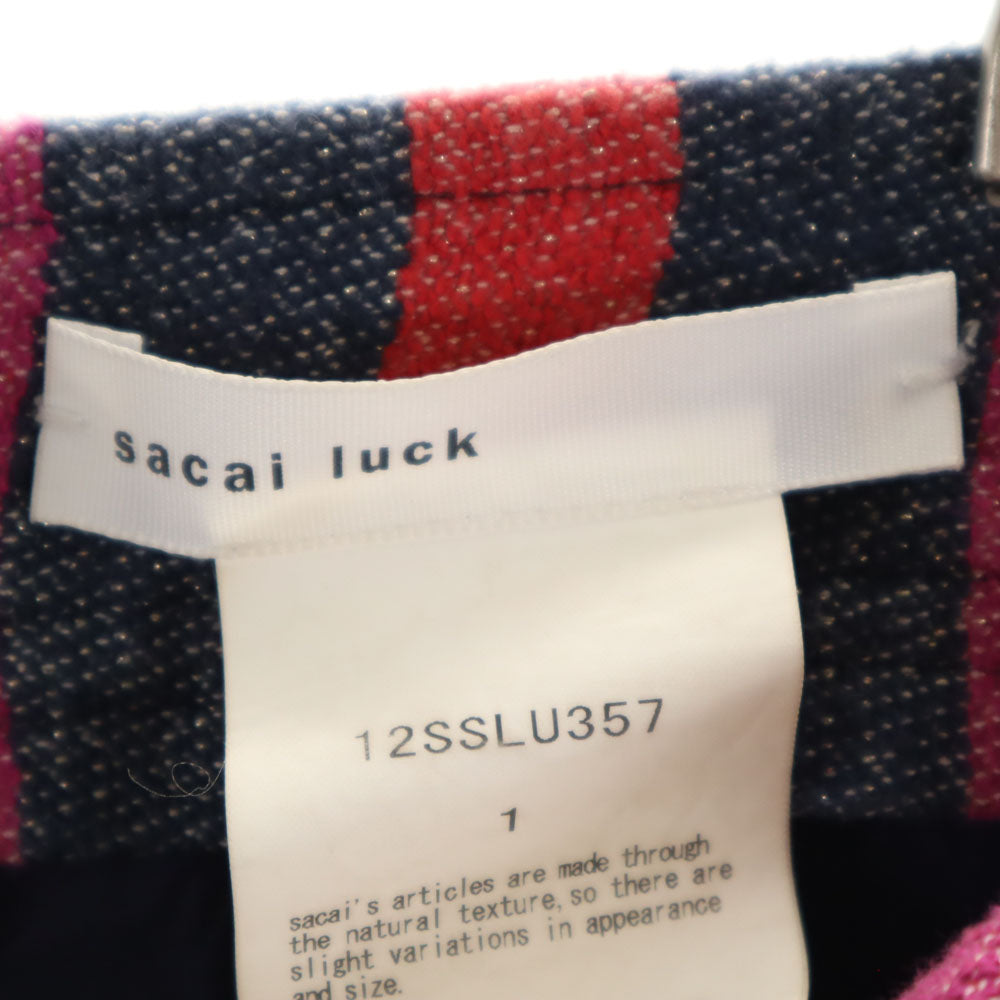 sacai luck
12SSLU357
1
sacai's articles are made through
the natural texture, so there are
slight variations in appearance
and size.